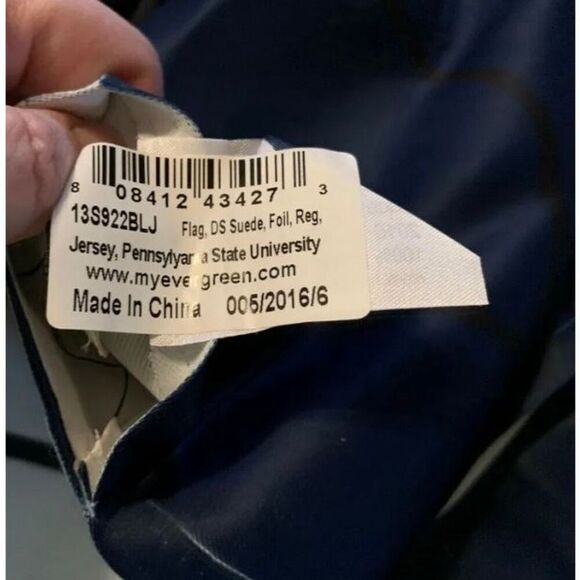 8 08412 43427 3
13S922BLJ Flag, DS Suede, Foil, Reg,
Jersey, Pennsylvania State University
www.myevergreen.com
Made In China 005/2016/6